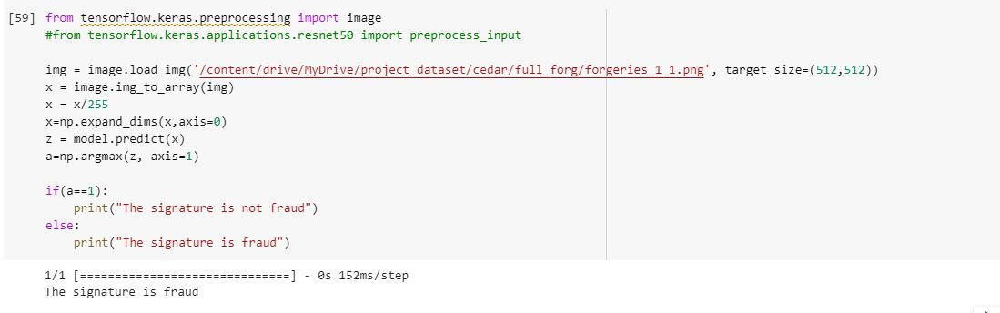 [59] from tensorflow.keras.preprocessing import image
#from tensorflow.keras.applications.resnet50 import preprocess_input
img = image.load_img('/content/drive/MyDrive/project_dataset/cedar/full_forg/forgeries_1_1.png', target_size=(512,512))
x = image.img_to_array(img)
x = x/255
x=np.expand_dims(x,axis=0)
z = model.predict(x)
a=np.argmax(z, axis=1)
if(a==1):
    print("The signature is not fraud")
else:
    print("The signature is fraud")
1/1 [==============================] - 0s 152ms/step
The signature is fraud